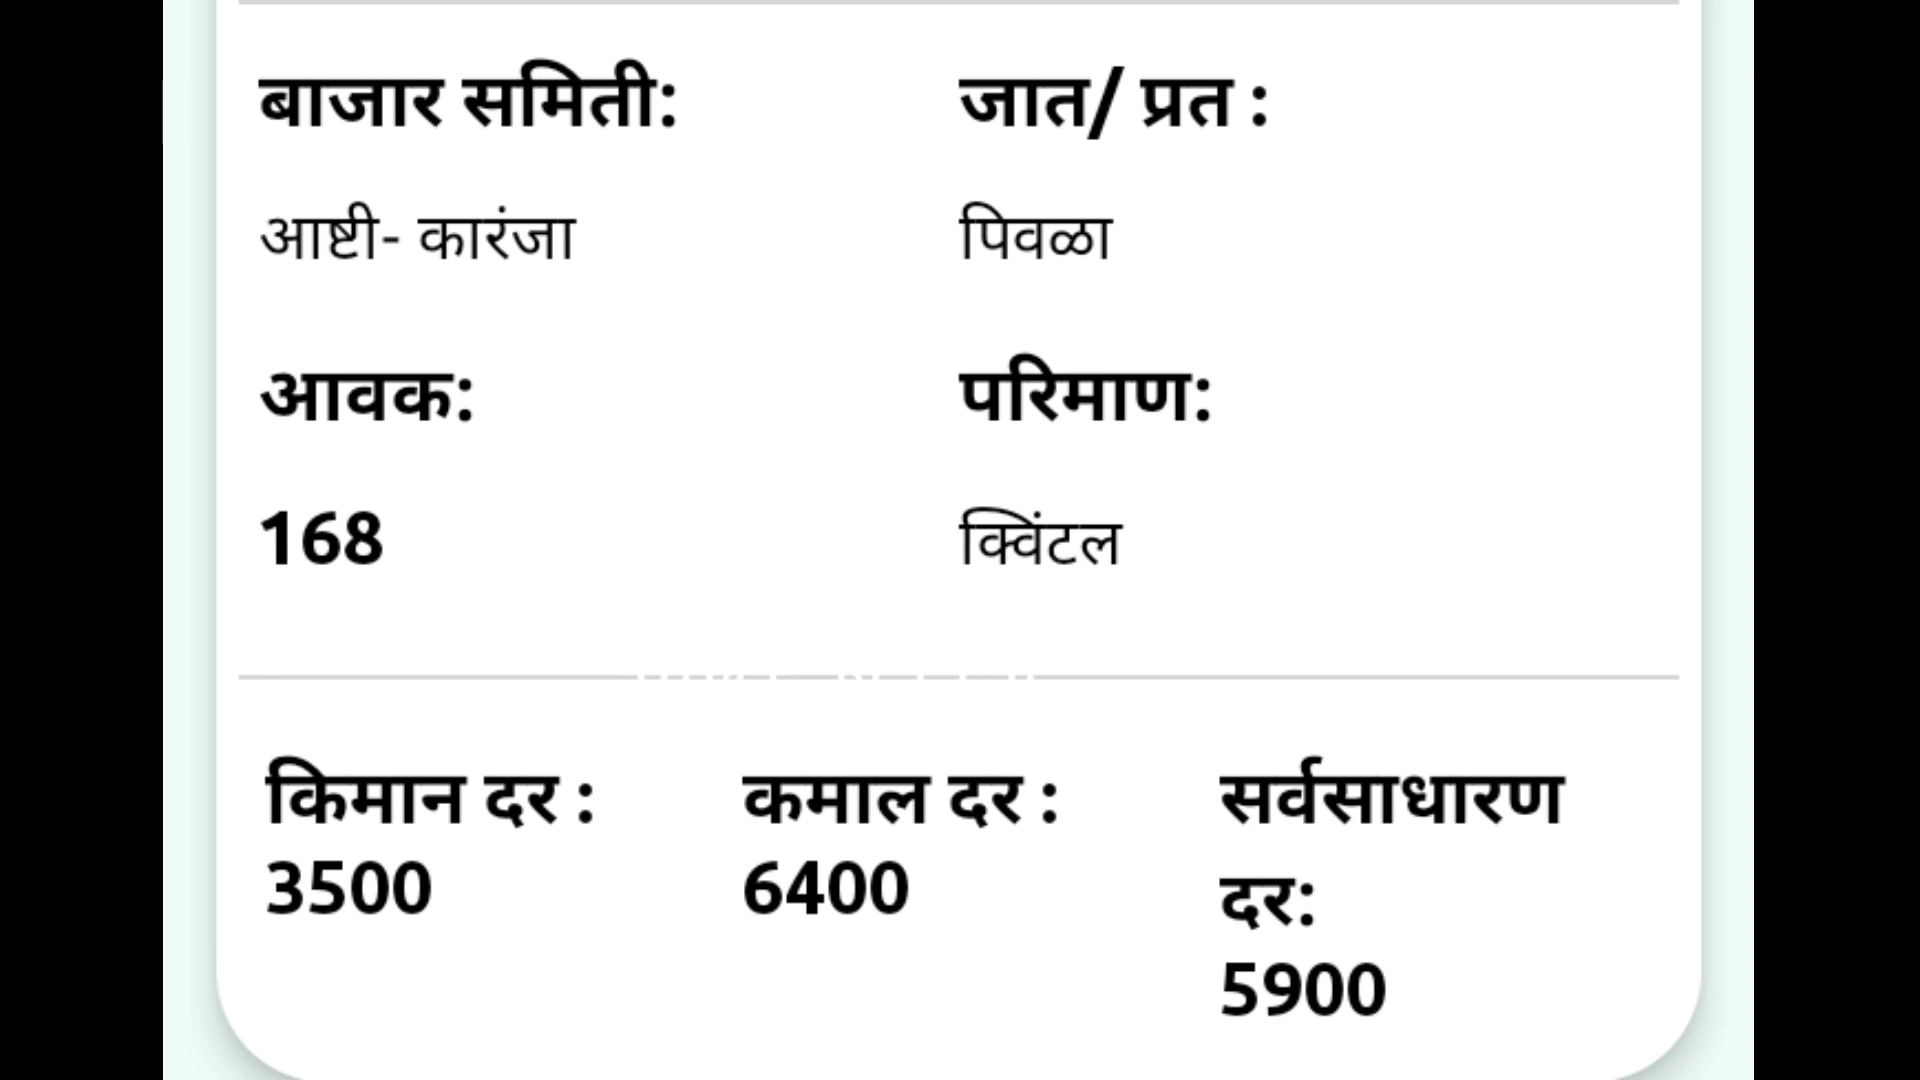 बाजार समिती: जात/ प्रत :
आष्टी- कारंजा पिवळा
आवक: परिमाण:
168 क्विंटल
किमान दर : कमाल दर : सर्वसाधारण
3500 6400 दर:
5900